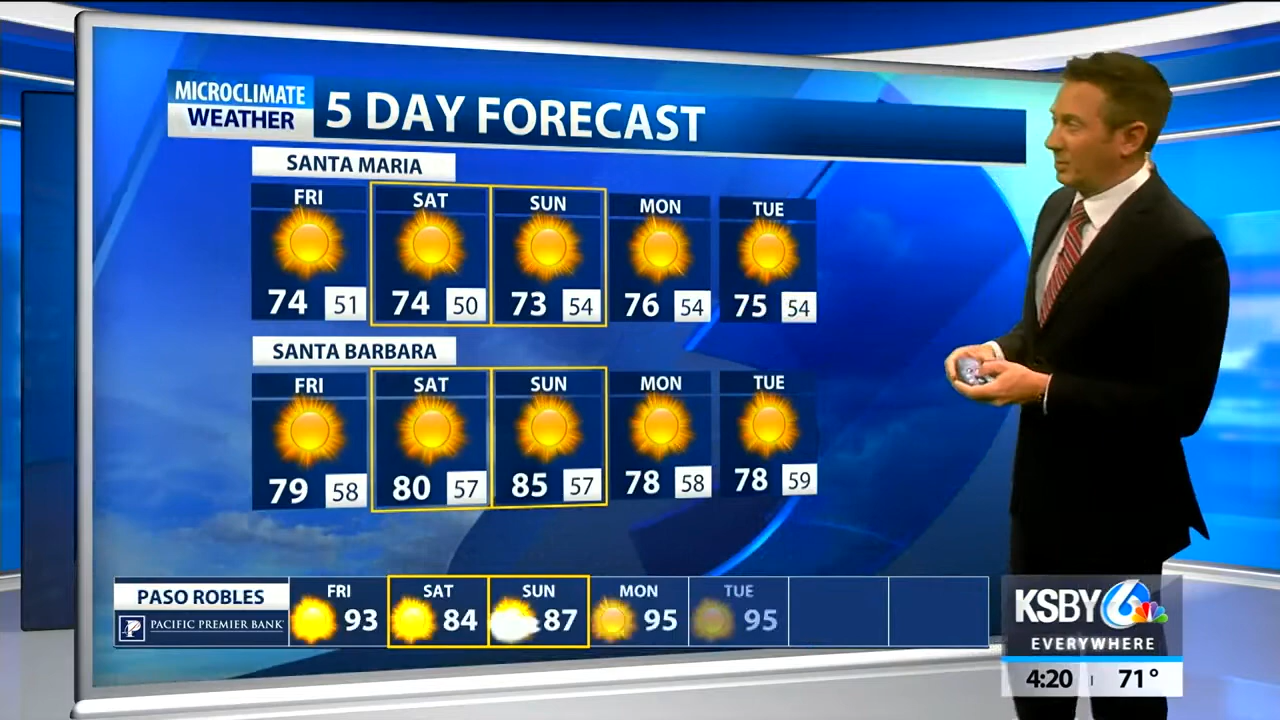 MICROCLIMATE
WEATHER
5 DAY FORECAST
SANTA MARIA
FRI SAT SUN MON TUE
74 51 74 50 73 54 76 54 75 54
SANTA BARBARA
FRI SAT SUN MON TUE
79 58 80 57 85 57 78 58 78 59
PASO ROBLES
PACIFIC PREMIER BANK
FRI SAT SUN MON TUE
93 84 87 95 95
KSBY 6
EVERYWHERE
4:20 71°